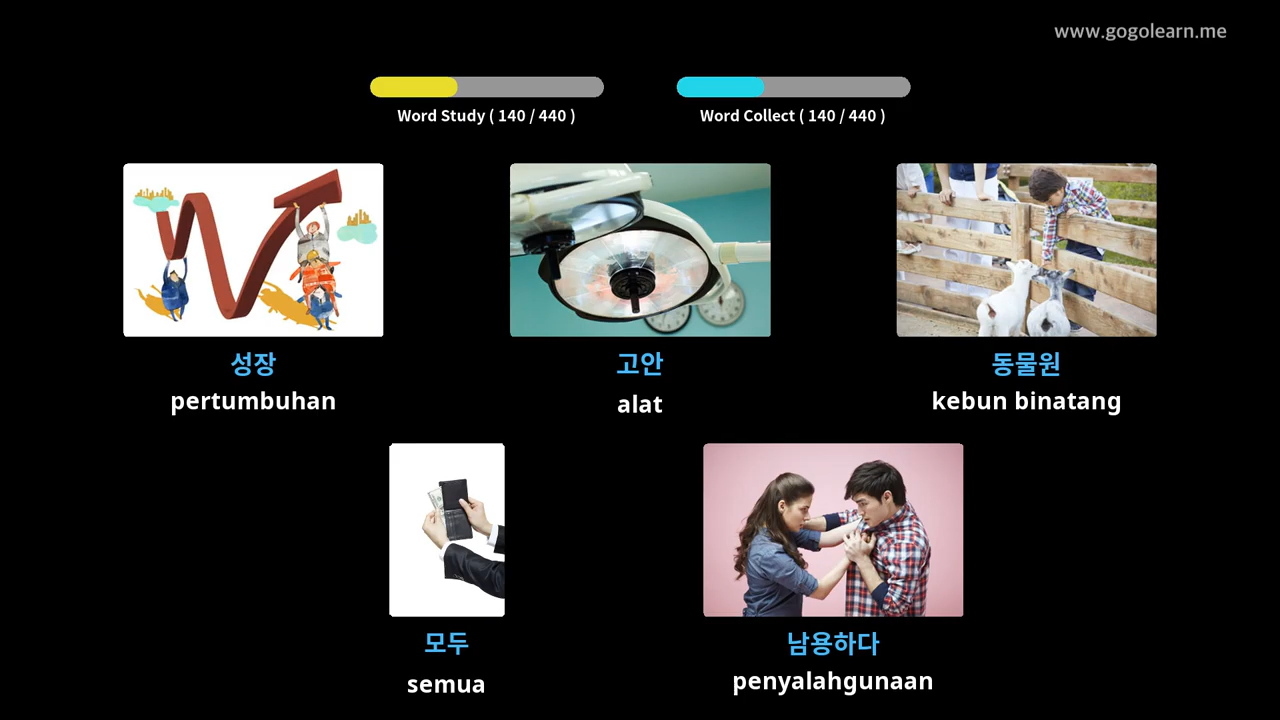 www.gogolearn.me
Word Study ( 140 / 440 )
Word Collect ( 140 / 440 )
성장
pertumbuhan
고안
alat
동물원
kebun binatang
모두
semua
남용하다
penyalahgunaan